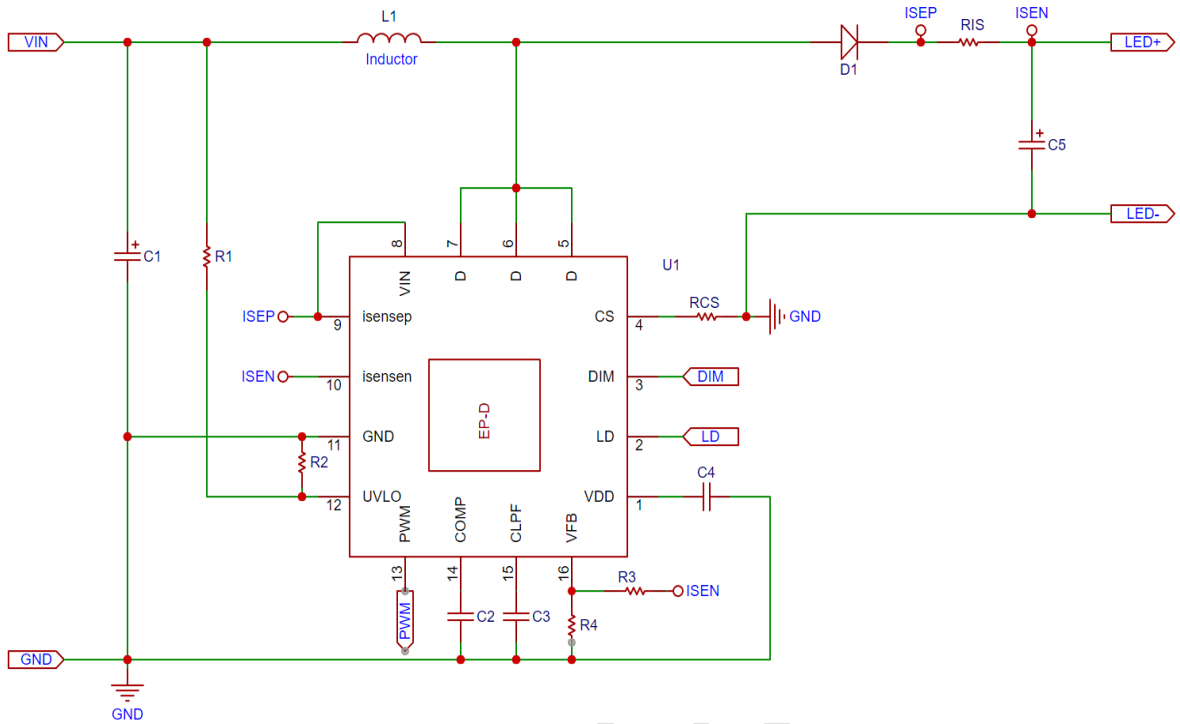 L1
ISEP
ISEN
RIS
VIN
LED+
Inductor
D1
C5
LED-
8
7
6
5
VIN
D
D
D
U1
C1
R1
RCS
ISEP
isensep
9
CS
4
GND
ISEN
isensen
10
DIM
3
DIM
EP-D
GND
11
LD
2
LD
R2
C4
UVLO
12
VDD
1
PWM
COMP
CLPF
VFB
13
14
15
16
R3
ISEN
PWM
C2
C3
R4
GND
GND